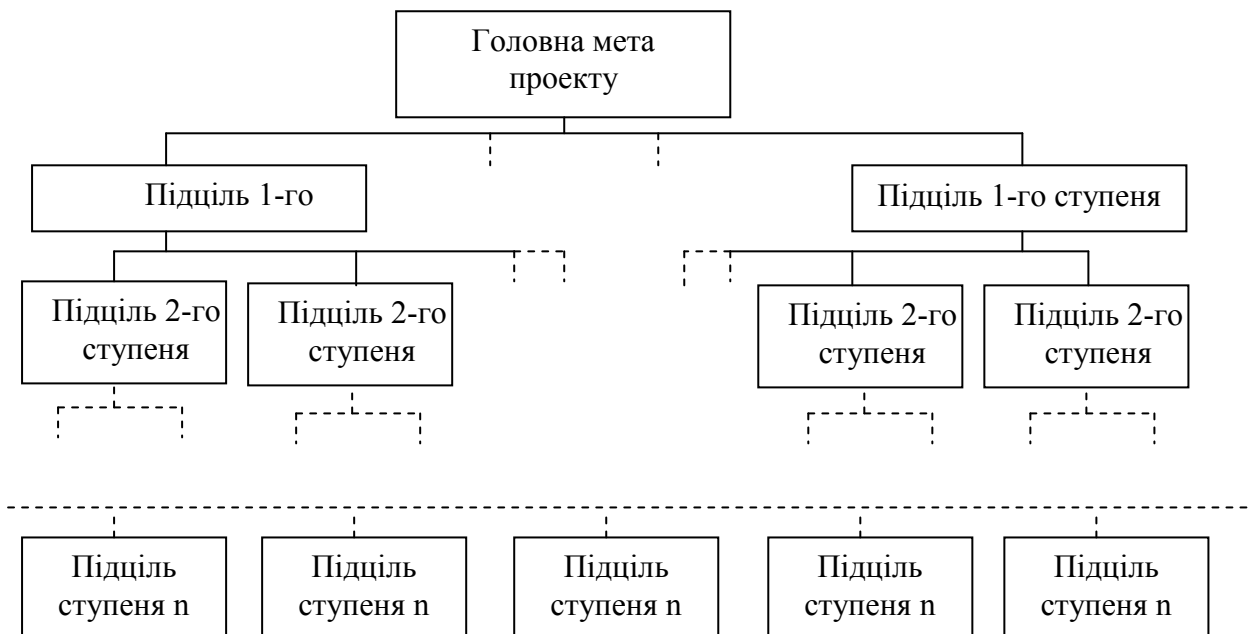 Головна мета
проекту
Підціль 1-го
Підціль 1-го ступеня
Підціль 2-го
ступеня
Підціль 2-го
ступеня
Підціль 2-го
ступеня
Підціль 2-го
ступеня
Підціль
ступеня n
Підціль
ступеня n
Підціль
ступеня n
Підціль
ступеня n
Підціль
ступеня n